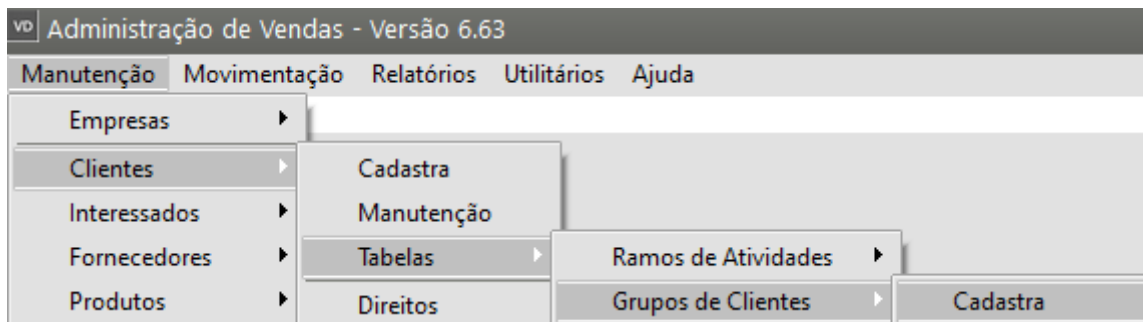 VD Administração de Vendas - Versão 6.63
Manutenção Movimentação Relatórios Utilitários Ajuda
Empresas
Clientes Cadastra
Interessados Manutenção
Fornecedores Tabelas Ramos de Atividades
Produtos Direitos Grupos de Clientes Cadastra